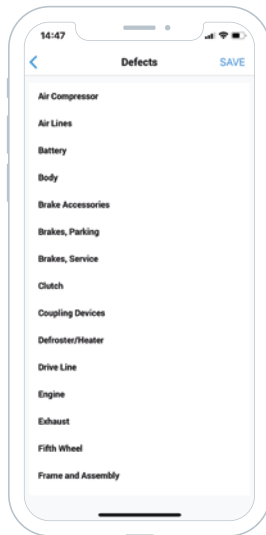 14:47
Defects SAVE
Air Compressor
Air Lines
Battery
Body
Brake Accessories
Brakes, Parking
Brakes, Service
Clutch
Coupling Devices
Defroster/Heater
Drive Line
Engine
Exhaust
Fifth Wheel
Frame and Assembly